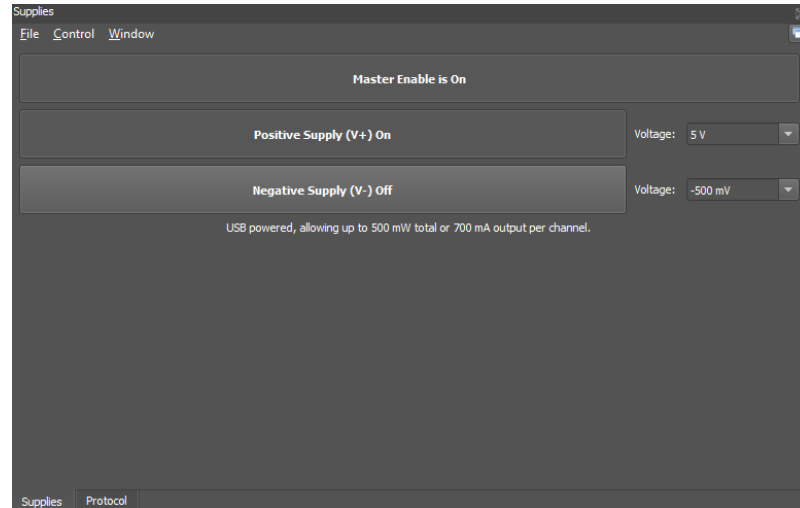 Supplies
File Control Window
Master Enable is On
Positive Supply (V+) On Voltage: 5 V
Negative Supply (V-) Off Voltage: -500 mV
USB powered, allowing up to 500 mW total or 700 mA output per channel.
Supplies Protocol